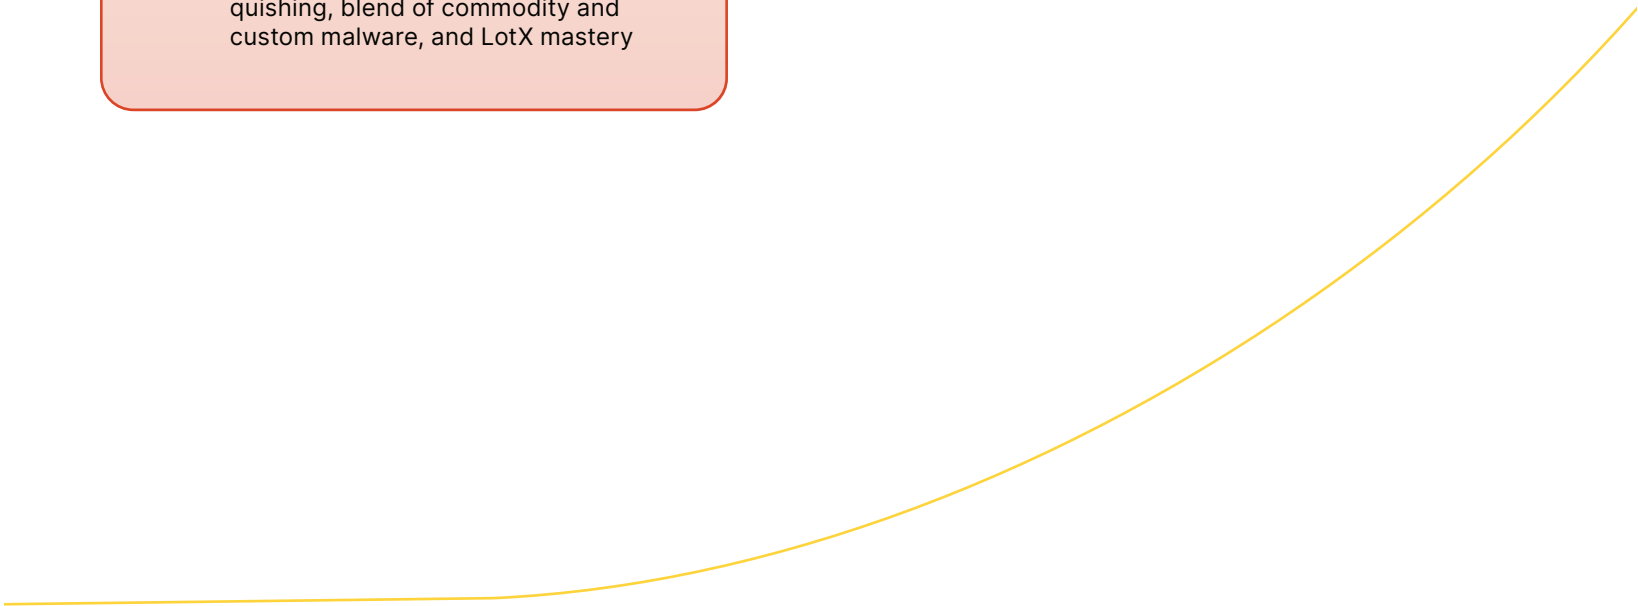 quishing, blend of commodity and
custom malware, and LotX mastery